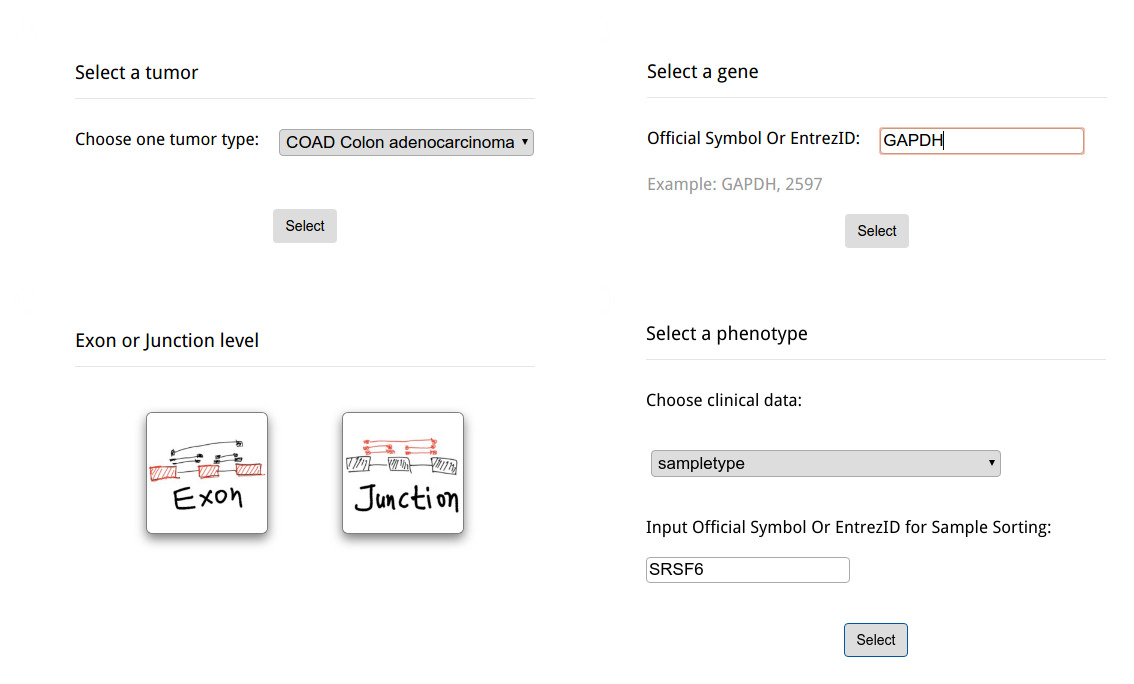 Select a tumor
Choose one tumor type: COAD Colon adenocarcinoma
Select
Select a gene
Official Symbol Or EntrezID: GAPDH
Example: GAPDH, 2597
Select
Exon or Junction level
Exon
Junction
Select a phenotype
Choose clinical data:
sampletype
Input Official Symbol Or EntrezID for Sample Sorting:
SRSF6
Select